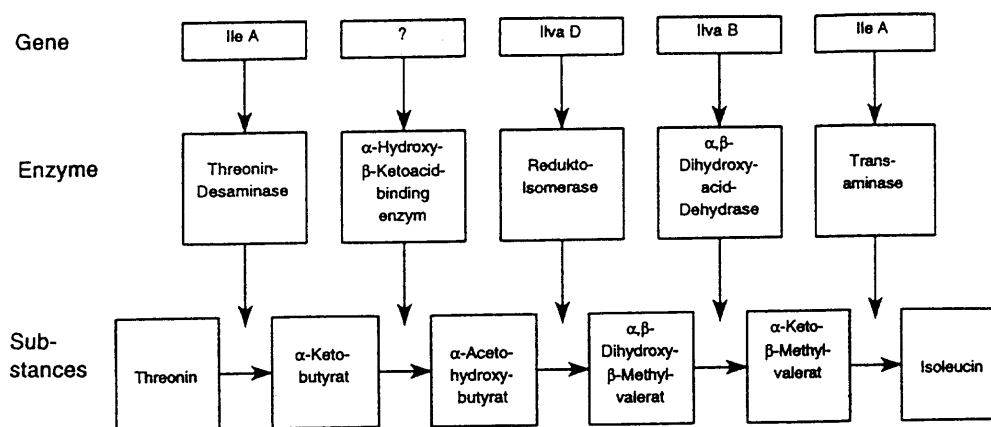 Gene
Ile A
?
Ilva D
Ilva B
Ile A
Enzyme
Threonin-
Desaminase
α-Hydroxy-
β-Ketoacid-
binding
enzym
Redukto-
Isomerase
α,β-
Dihydroxy-
acid-
Dehydrase
Trans-
aminase
Sub-
stances
Threonin
α-Keto-
butyrat
α-Aceto-
hydroxy-
butyrat
α,β-
Dihydroxy-
β-Methyl-
valerat
α-Keto-
β-Methyl-
valerat
Isoleucin